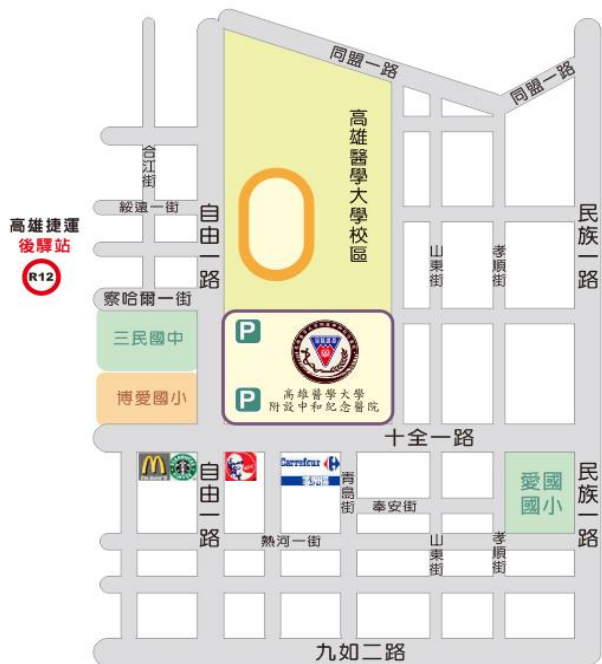 同盟一路
同盟一路
高雄醫學大學校區
合江街
綏遠一街
自由一路
民族一路
高雄捷運
後驛站
R12
山東街
孝順街
察哈爾一街
三民國中
P
博愛國小
P
高雄醫學大學
附設中和紀念醫院
十全一路
自由一路
KFC
Carrefour
家樂福
青島街
奉安街
愛國
國小
民族一路
熱河一街
山東街
孝順街
九如二路